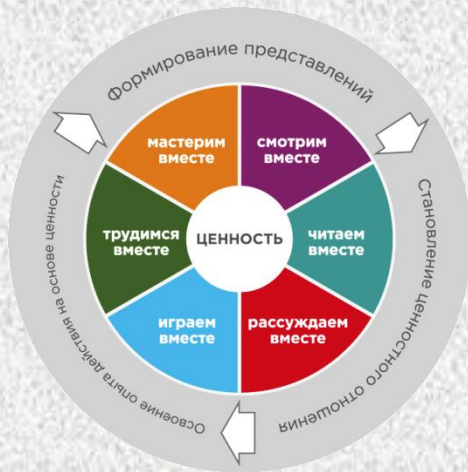 Формирование представлений
Становление ценностного отношения
Освоение опыта действия на основе ценности
мастерим
вместе
смотрим
вместе
трудимся
вместе
ЦЕННОСТЬ
читаем
вместе
играем
вместе
рассуждаем
вместе